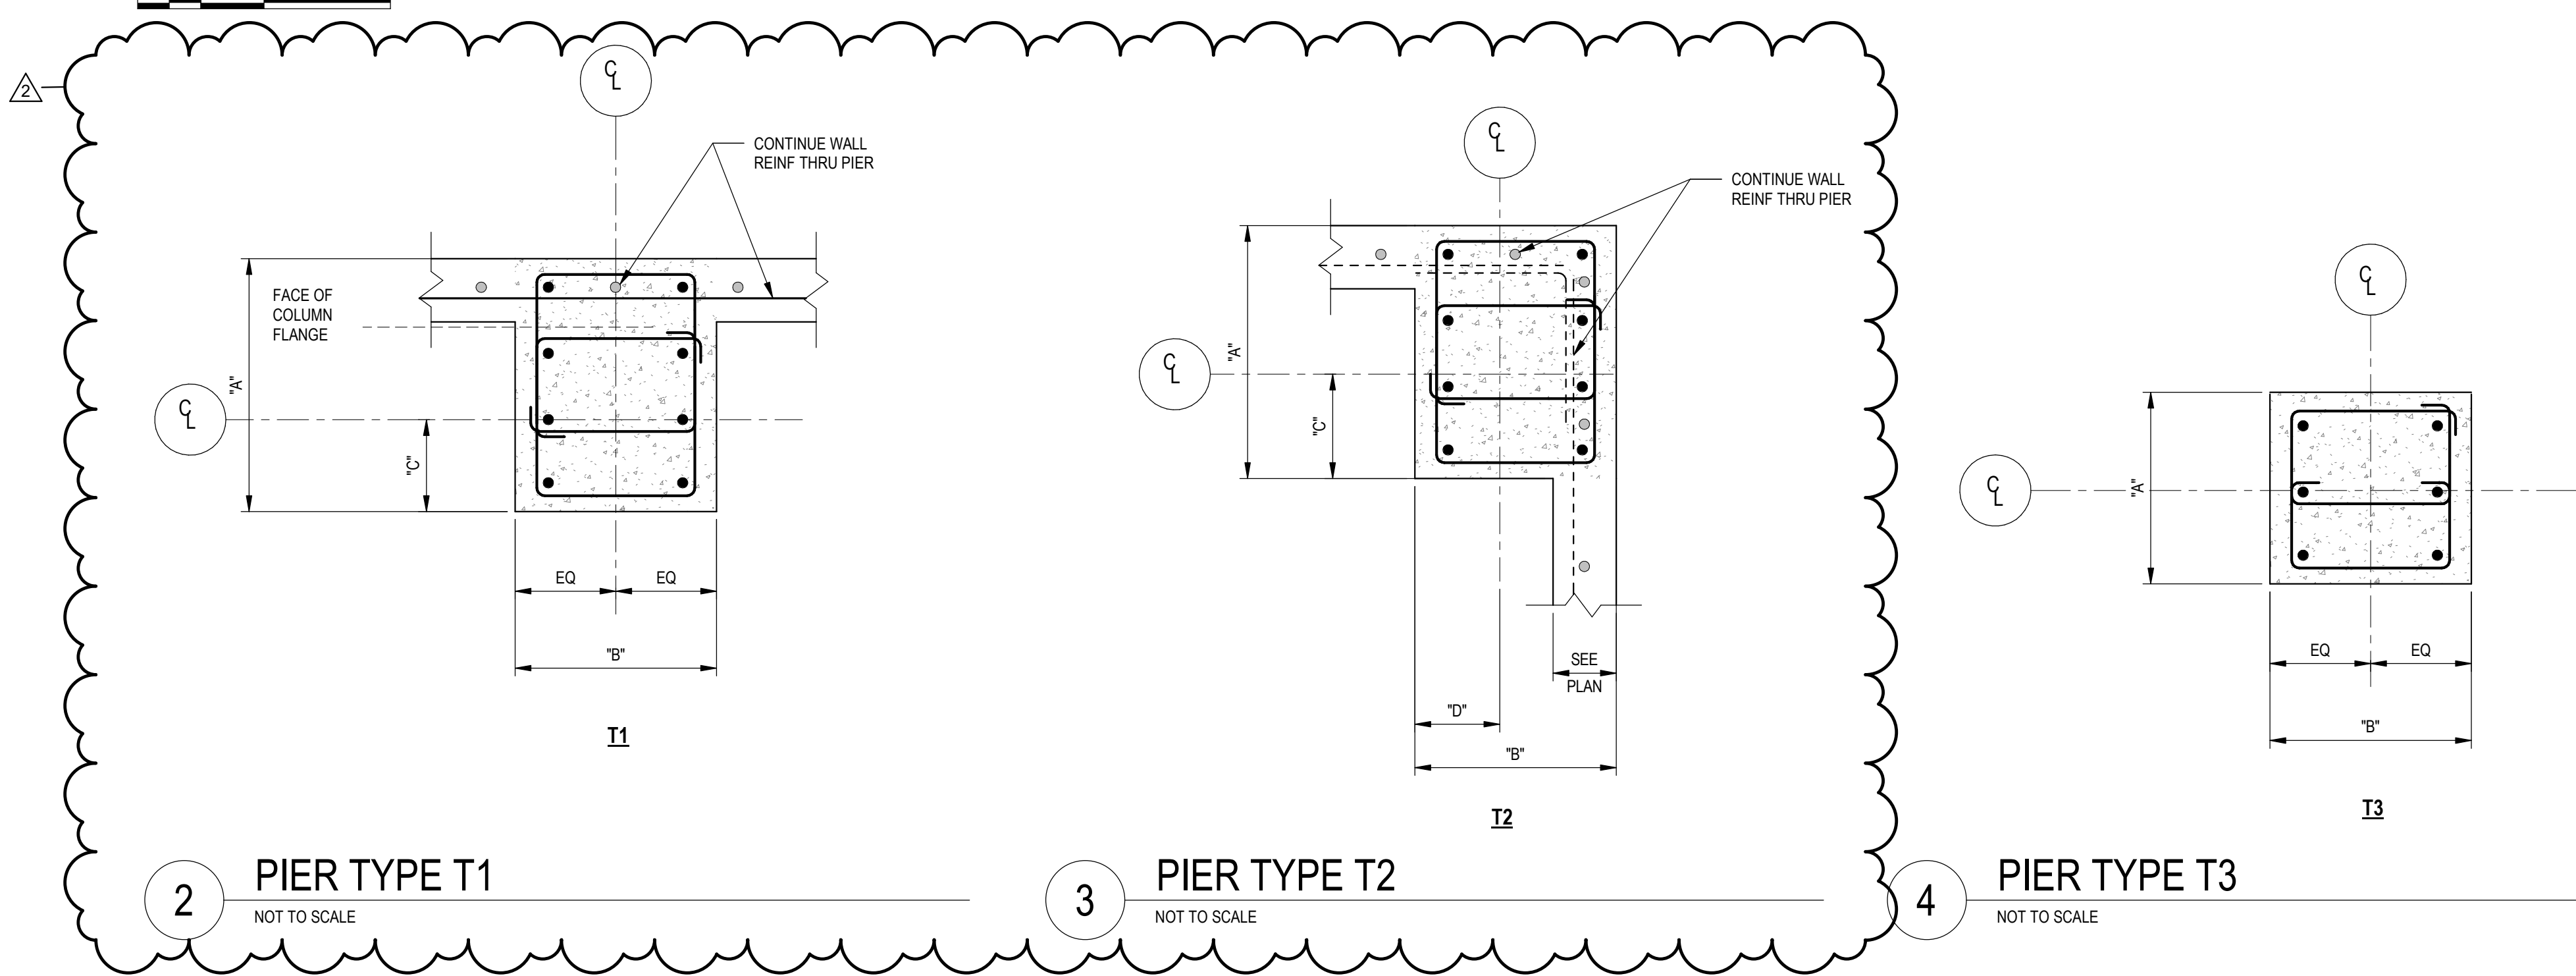 2
CL
CONTINUE WALL
REINF THRU PIER
FACE OF
COLUMN
FLANGE
"A"
CL
"C"
EQ
EQ
"B"
T1
2
PIER TYPE T1
NOT TO SCALE
CL
CONTINUE WALL
REINF THRU PIER
"A"
CL
"C"
SEE
PLAN
"D"
"B"
T2
3
PIER TYPE T2
NOT TO SCALE
CL
CL
"A"
EQ
EQ
"B"
T3
4
PIER TYPE T3
NOT TO SCALE